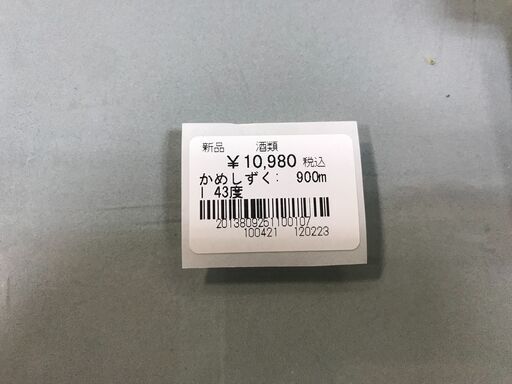 新品 酒類
￥10,980 税込
かめしずく: 900m
l 43度
2013809251100107
100421 120223